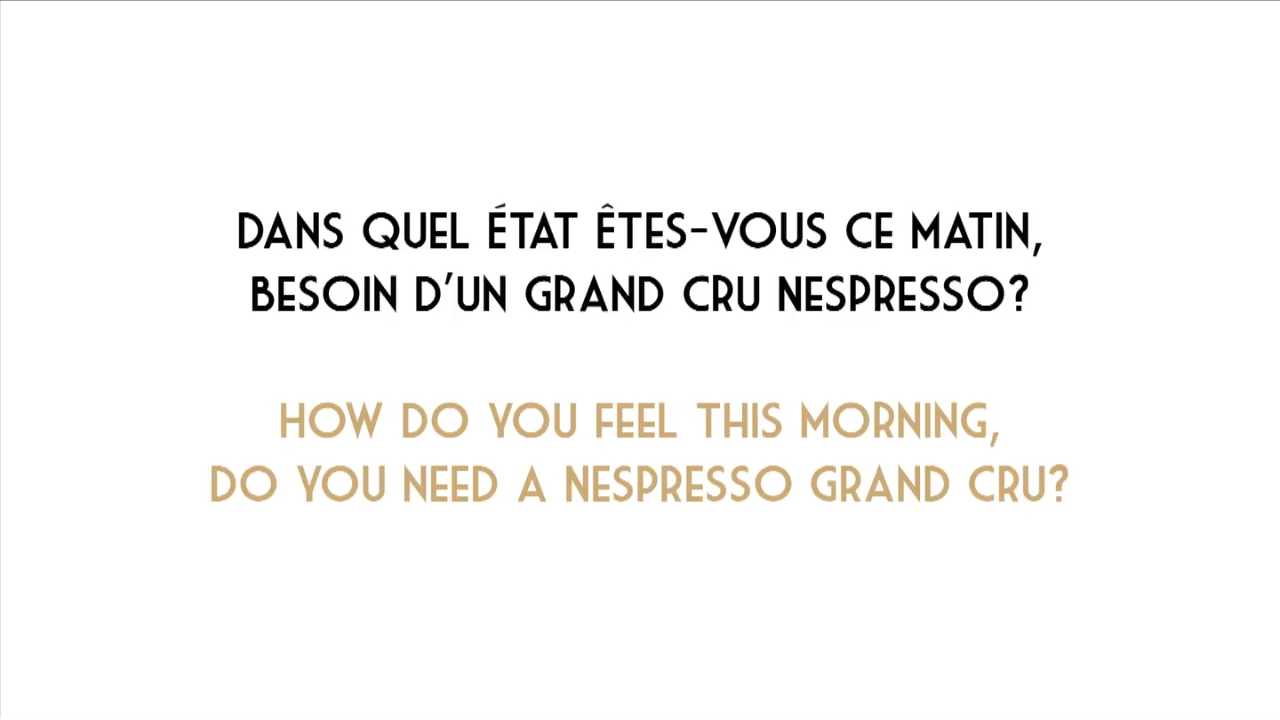 DANS QUEL ÉTAT ÊTES-VOUS CE MATIN,
BESOIN D'UN GRAND CRU NESPRESSO?
HOW DO YOU FEEL THIS MORNING,
DO YOU NEED A NESPRESSO GRAND CRU?